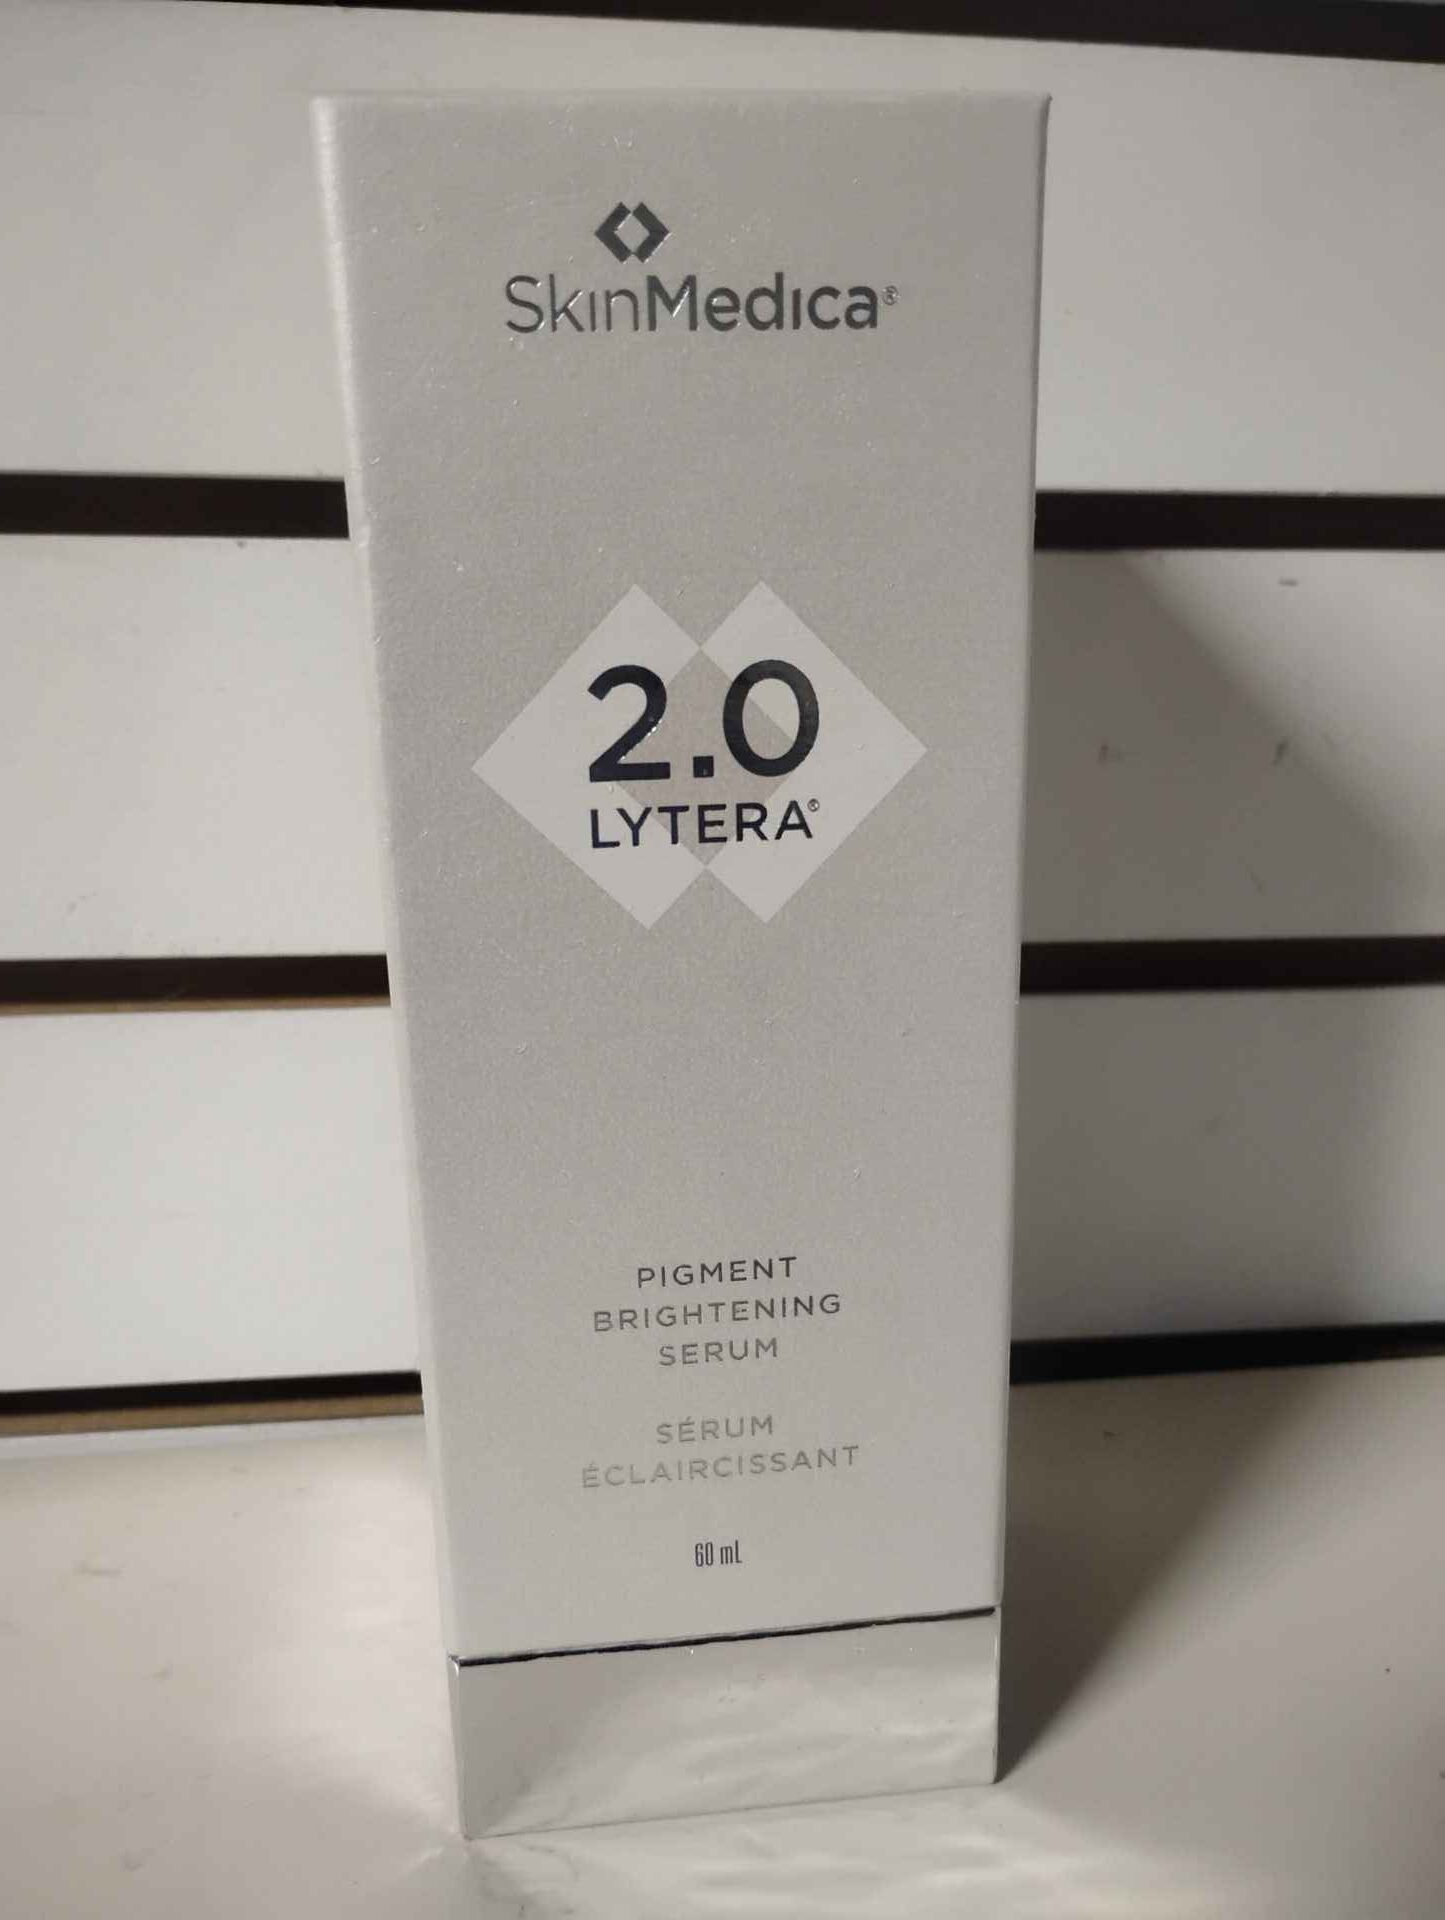 SkinMedica®
2.0
LYTERA®
PIGMENT
BRIGHTENING
SERUM
SÉRUM
ÉCLAIRCISSANT
60 mL